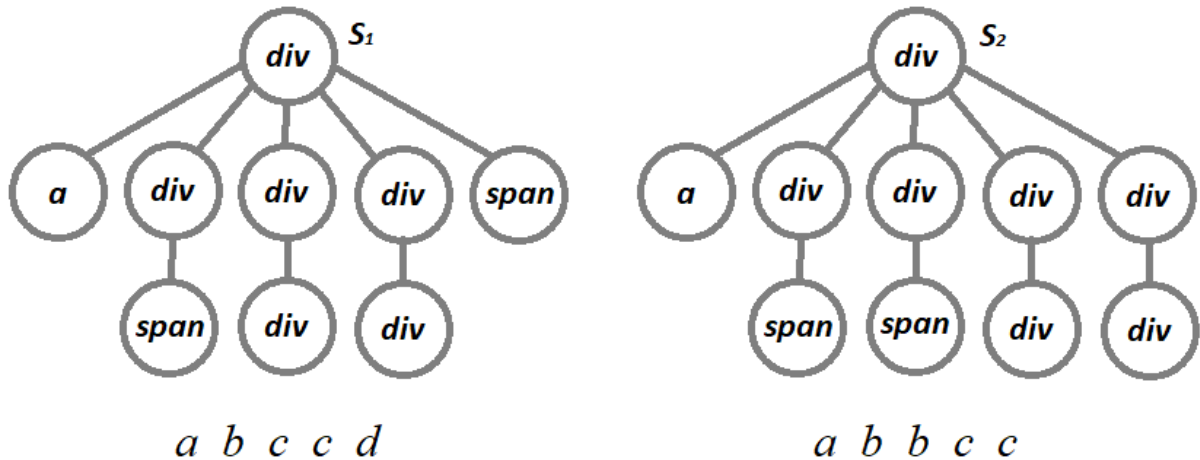 div S₁ div S₂
a div div div span a div div div div
span div div span span div div
a b c c d a b b c c